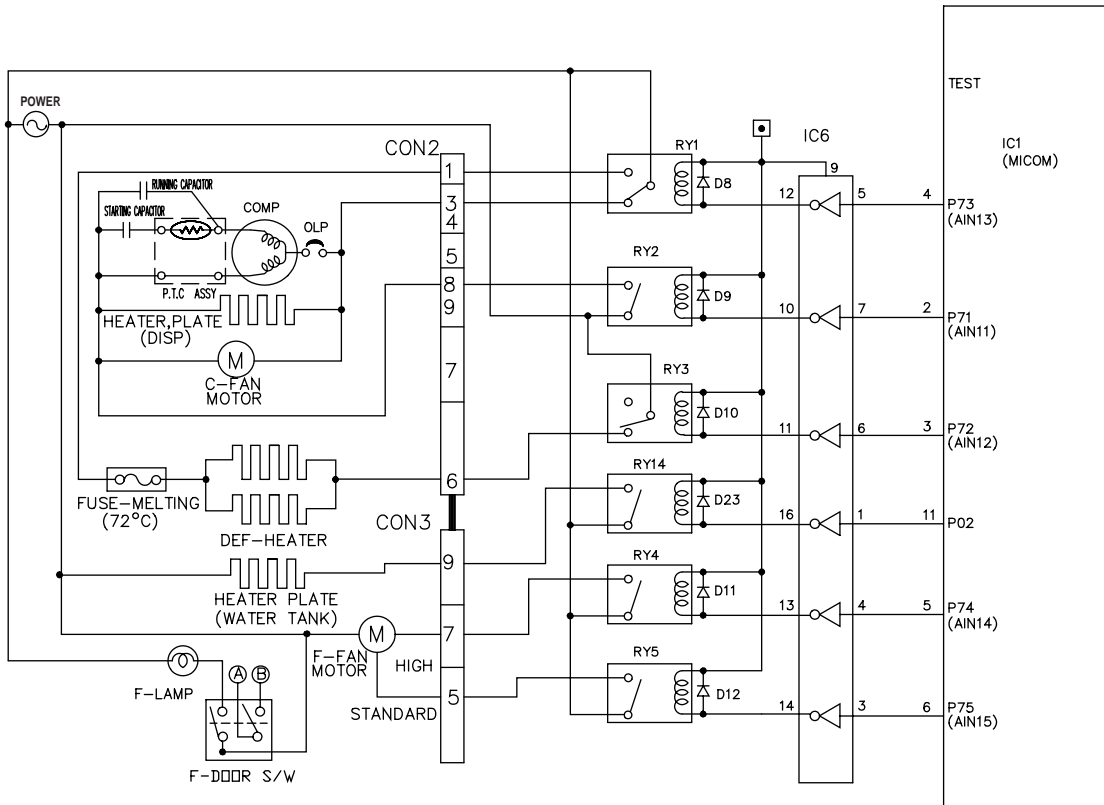 POWER
CON2
RUNNING CAPACITOR
STARTING CAPACITOR
COMP
OLP
P.T.C ASSY
HEATER,PLATE
(DISP)
M
C-FAN
MOTOR
FUSE-MELTING
(72°C)
DEF-HEATER
HEATER PLATE
(WATER TANK)
M
F-FAN
MOTOR
HIGH
STANDARD
F-LAMP
A B
F-DOOR S/W
1
3
4
5
8
9
7
6
CON3
9
7
5
RY1
D8
RY2
D9
RY3
D10
RY14
D23
RY4
D11
RY5
D12
IC6
9
12 5 4
10 7 2
11 6 3
16 1 11
13 4 5
14 3 6
TEST
IC1
(MICOM)
P73
(AIN13)
P71
(AIN11)
P72
(AIN12)
P02
P74
(AIN14)
P75
(AIN15)